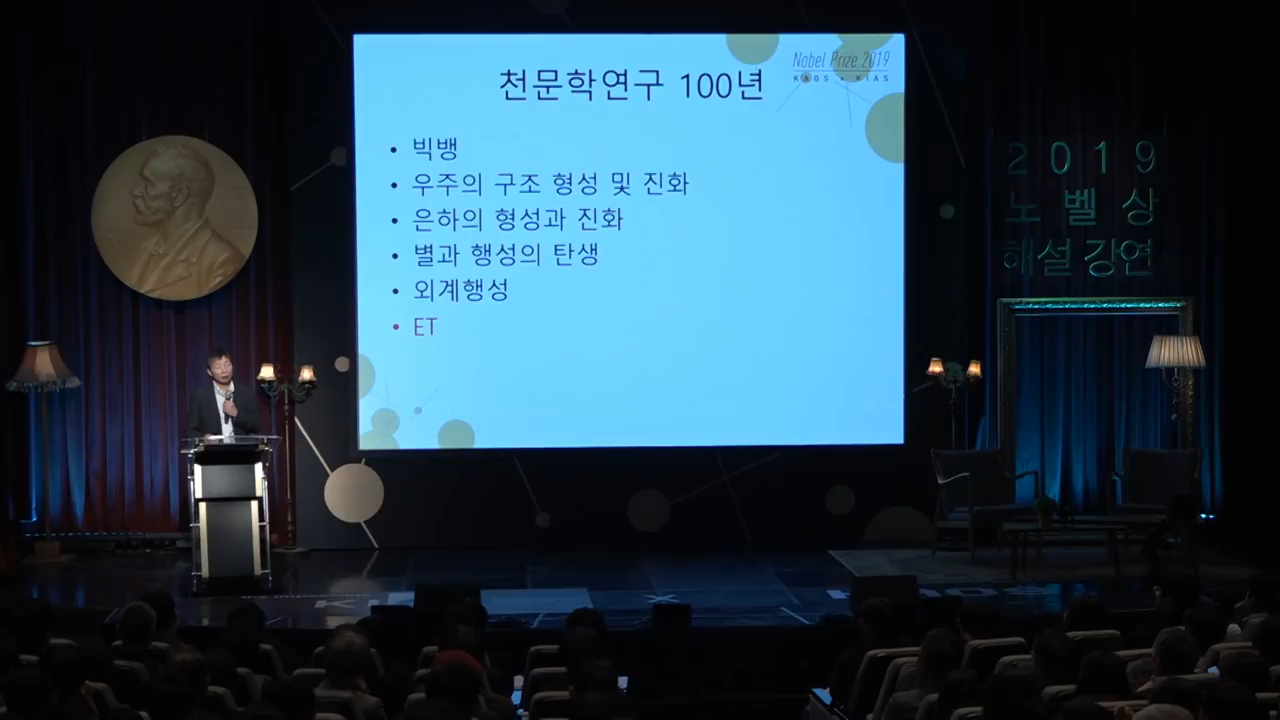 천문학연구 100년
Nobel Prize 2019
KAOS × KIAS
• 빅뱅
• 우주의 구조 형성 및 진화
• 은하의 형성과 진화
• 별과 행성의 탄생
• 외계행성
• ET
2019
노벨상
해설강연